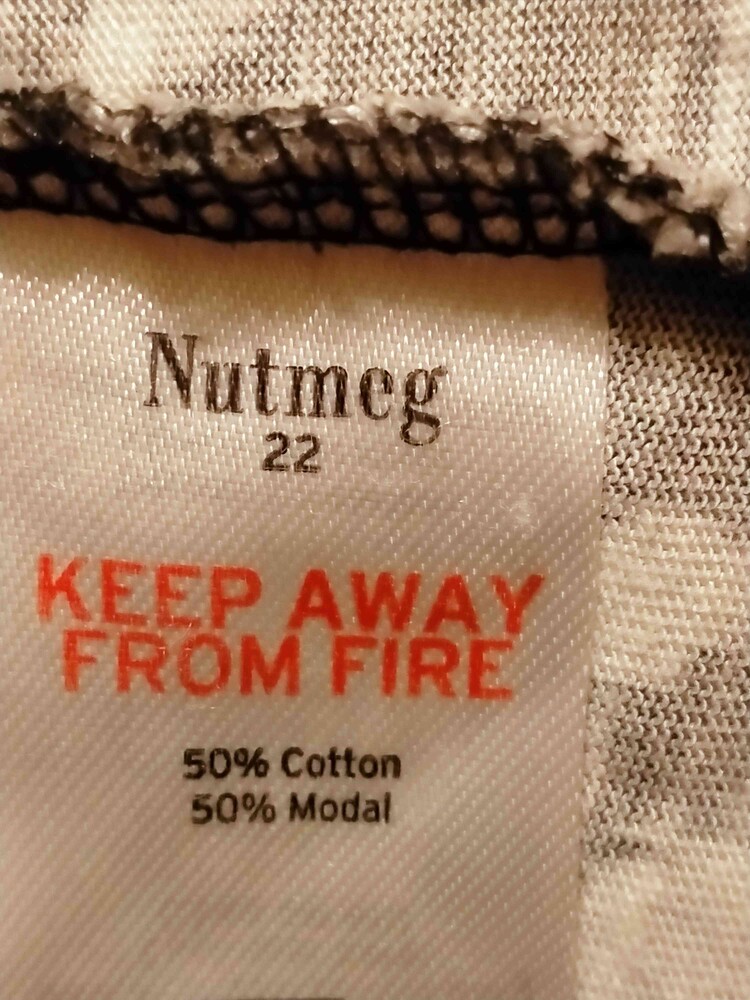 Nutmeg
22
KEEP AWAY
FROM FIRE
50% Cotton
50% Modal